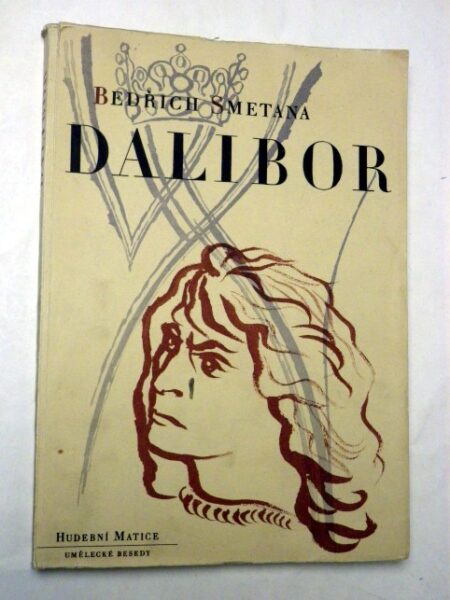 BEDŘICH SMETANA
DALIBOR
HUDEBNÍ MATICE
UMĚLECKÉ BESEDY